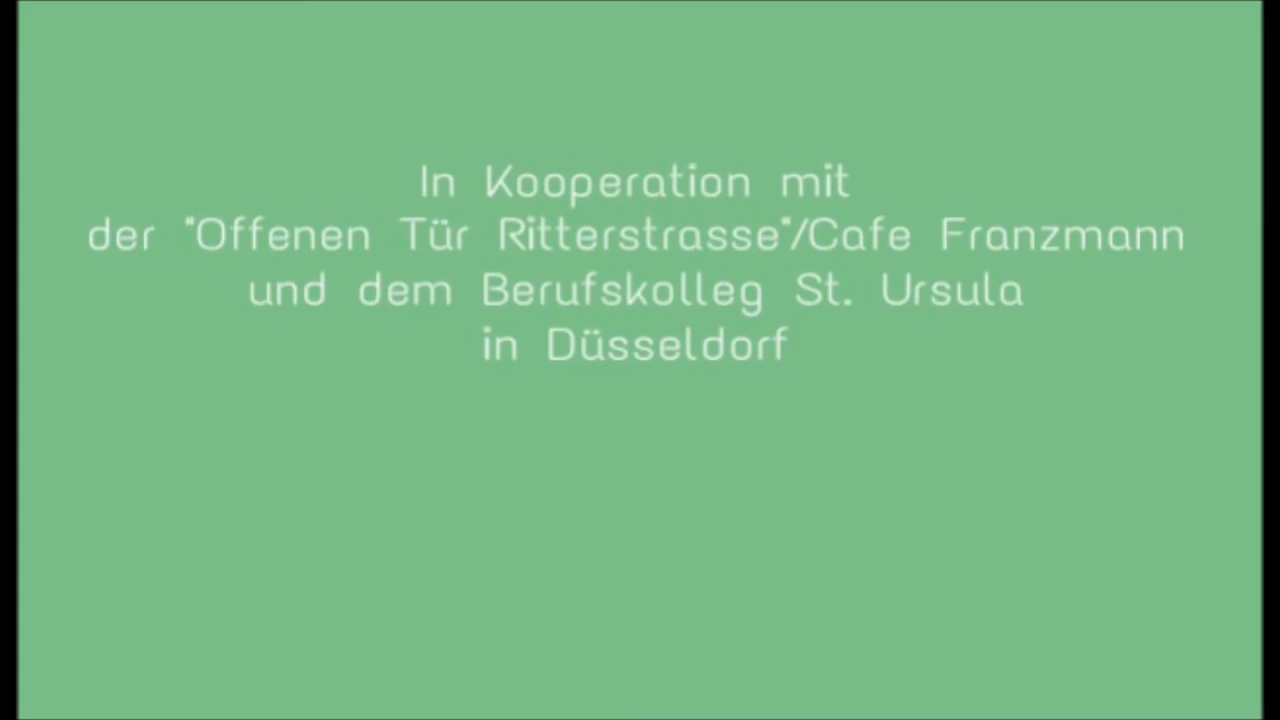 In Kooperation mit
der "Offenen Tür Ritterstrasse"/Cafe Franzmann
und dem Berufskolleg St. Ursula
in Düsseldorf